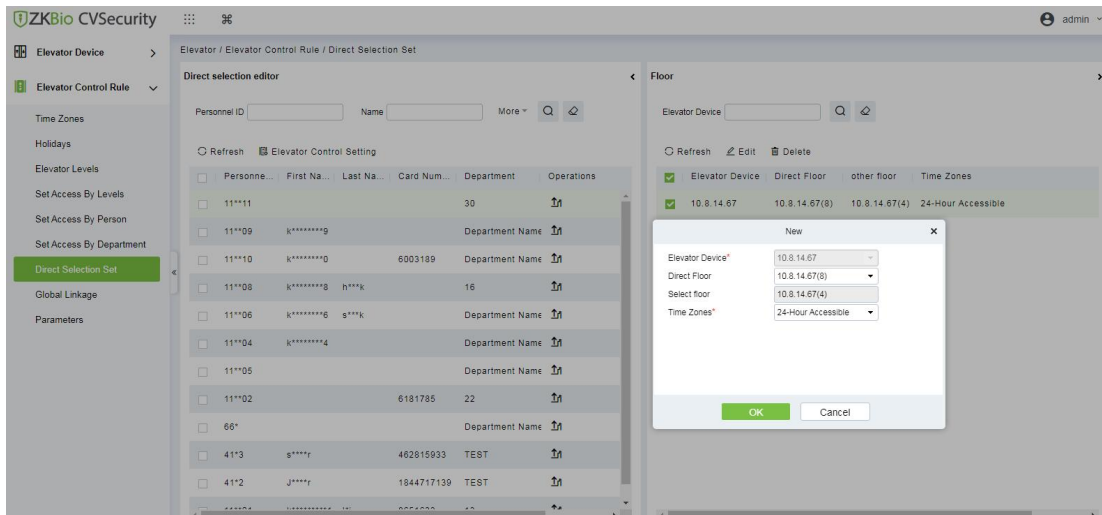 ZKBio CVSecurity
admin
Elevator Device
Elevator Control Rule
Time Zones
Holidays
Elevator Levels
Set Access By Levels
Set Access By Person
Set Access By Department
Direct Selection Set
Global Linkage
Parameters
Elevator / Elevator Control Rule / Direct Selection Set
Direct selection editor
Personnel ID Name More
Refresh Elevator Control Setting
Personne... First Na... Last Na... Card Num... Department Operations
11**11 30
11**09 k********9 Department Name
11**10 k********0 6003189 Department Name
11**08 k********8 h***k 16
11**06 k********6 s***k Department Name
11**04 k********4 Department Name
11**05 Department Name
11**02 6181785 22
66* Department Name
41*3 s****r 462815933 TEST
41*2 J****r 1844717139 TEST
Floor
Elevator Device
Refresh Edit Delete
Elevator Device Direct Floor other floor Time Zones
10.8.14.67 10.8.14.67(8) 10.8.14.67(4) 24-Hour Accessible
New
Elevator Device* 10.8.14.67
Direct Floor 10.8.14.67(8)
Select floor 10.8.14.67(4)
Time Zones* 24-Hour Accessible
OK Cancel